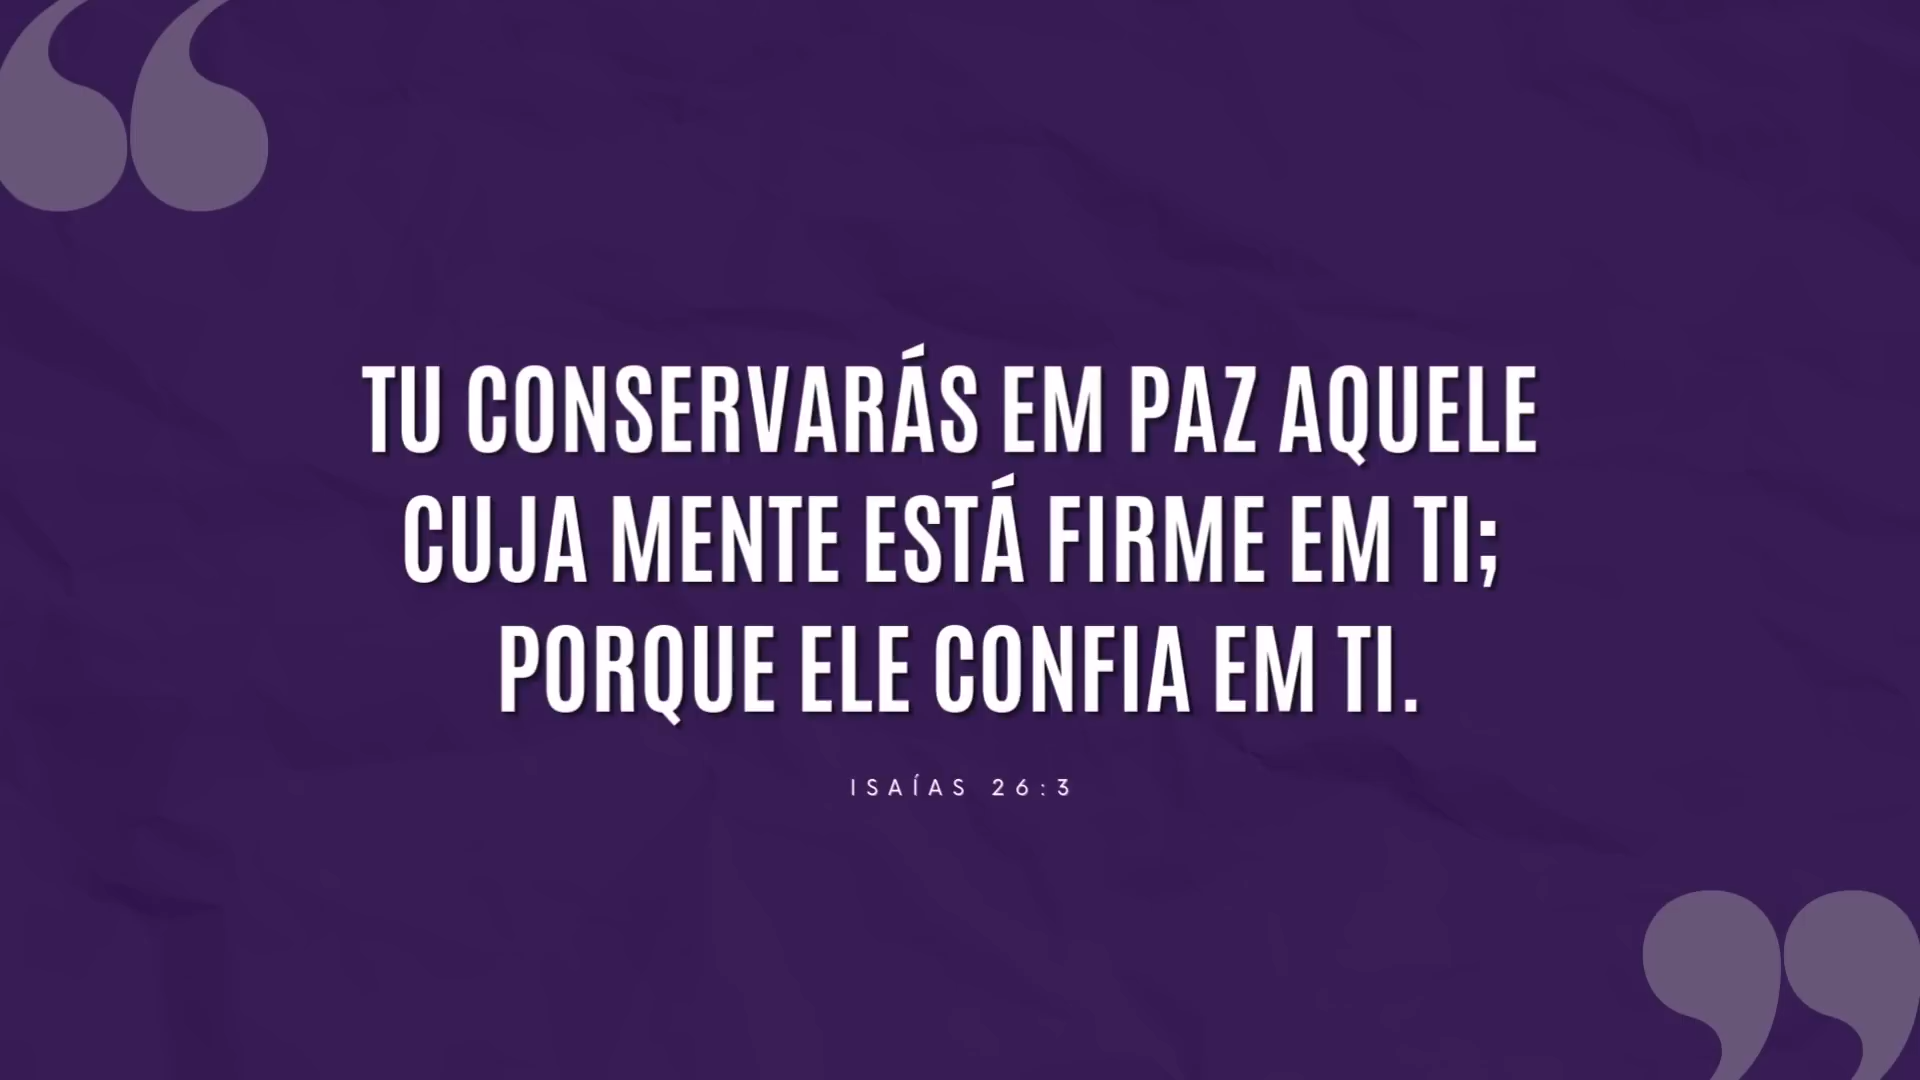 TU CONSERVARÁS EM PAZ AQUELE
CUJA MENTE ESTÁ FIRME EM TI;
PORQUE ELE CONFIA EM TI.
ISAÍAS 26:3